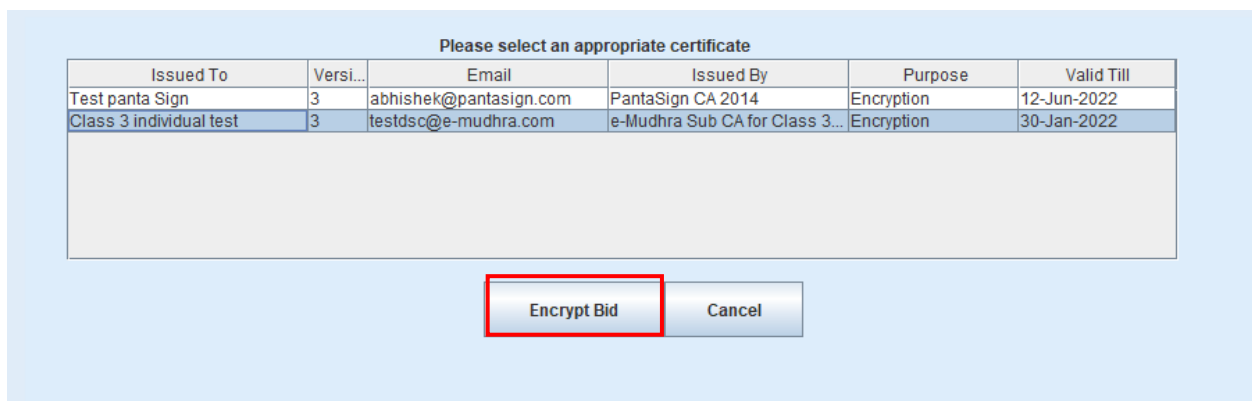 Please select an appropriate certificate
Issued To Versi... Email Issued By Purpose Valid Till
Test panta Sign 3 abhishek@pantasign.com PantaSign CA 2014 Encryption 12-Jun-2022
Class 3 individual test 3 testdsc@e-mudhra.com e-Mudhra Sub CA for Class 3... Encryption 30-Jan-2022
Encrypt Bid Cancel